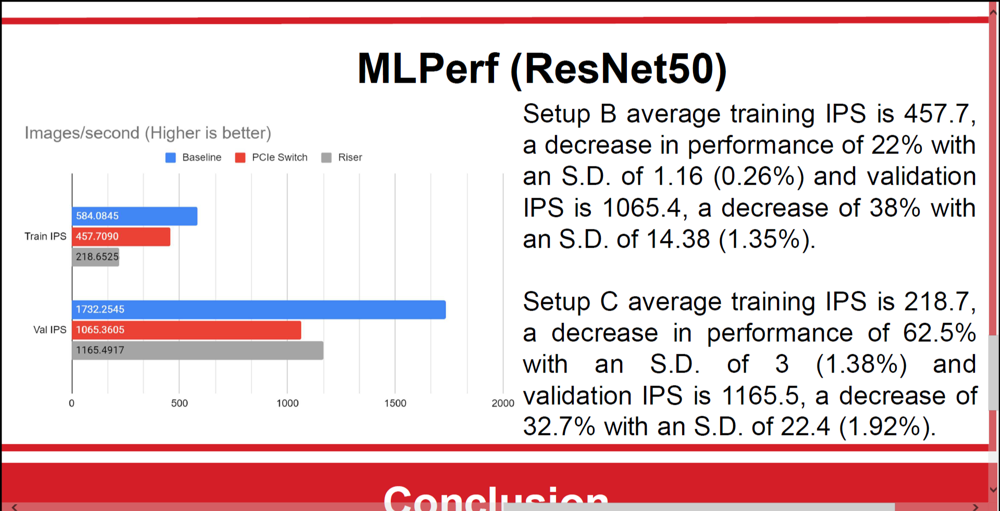 MLPerf (ResNet50)
Images/second (Higher is better)
Baseline PCIe Switch Riser
584.0845
Train IPS 457.7090
218.6525
1732.2545
Val IPS 1065.3605
1165.4917
0 500 1000 1500 2000
Setup B average training IPS is 457.7,
a decrease in performance of 22% with
an S.D. of 1.16 (0.26%) and validation
IPS is 1065.4, a decrease of 38% with
an S.D. of 14.38 (1.35%).
Setup C average training IPS is 218.7,
a decrease in performance of 62.5%
with an S.D. of 3 (1.38%) and
validation IPS is 1165.5, a decrease of
32.7% with an S.D. of 22.4 (1.92%).
Conclusion